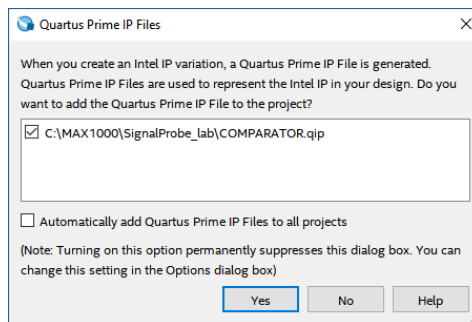 Quartus Prime IP Files
When you create an Intel IP variation, a Quartus Prime IP File is generated.
Quartus Prime IP Files are used to represent the Intel IP in your design. Do you
want to add the Quartus Prime IP File to the project?
C:\MAX1000\SignalProbe_lab\COMPARATOR.qip
Automatically add Quartus Prime IP Files to all projects
(Note: Turning on this option permanently suppresses this dialog box. You can
change this setting in the Options dialog box)
Yes No Help